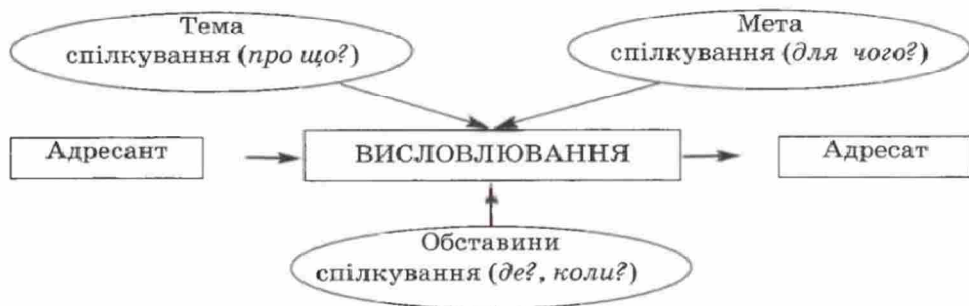 Тема
спілкування (про що?)
Мета
спілкування (для чого?)
Адресант
ВИСЛОВЛЮВАННЯ
Адресат
Обставини
спілкування (де?, коли?)